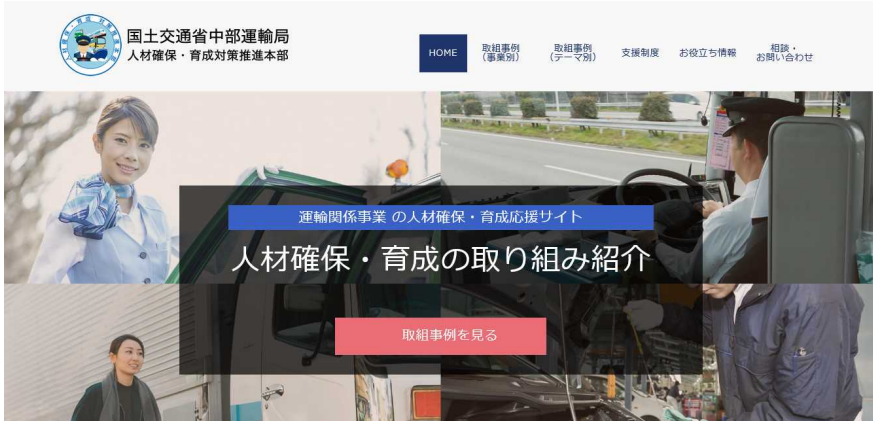 国土交通省中部運輸局
人材確保・育成対策推進本部
HOME
取組事例
（事業別）
取組事例
（テーマ別）
支援制度
お役立ち情報
相談・
お問い合わせ
運輸関係事業 の人材確保・育成応援サイト
人材確保・育成の取り組み紹介
取組事例を見る